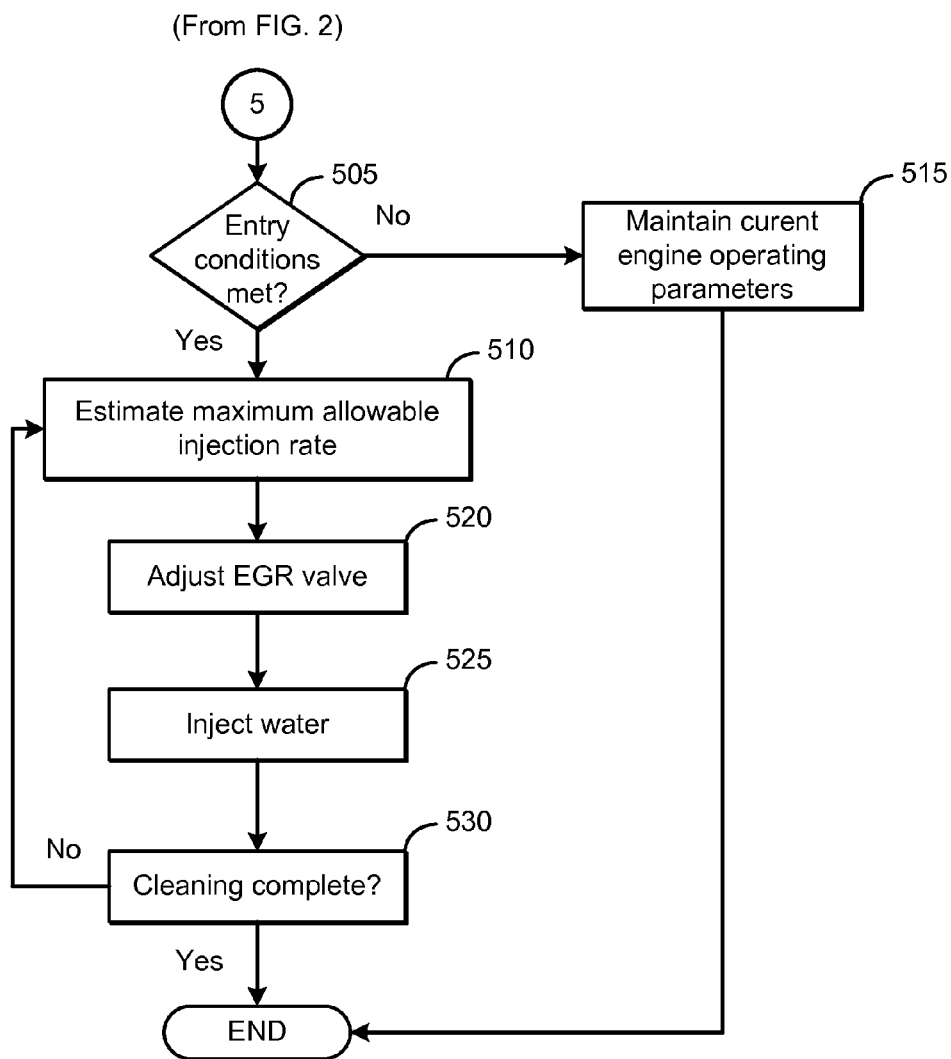 (From FIG. 2)
5
505
Entry
conditions
met?
No
515
Maintain curent
engine operating
parameters
Yes
510
Estimate maximum allowable
injection rate
520
Adjust EGR valve
525
Inject water
530
No
Cleaning complete?
Yes
END